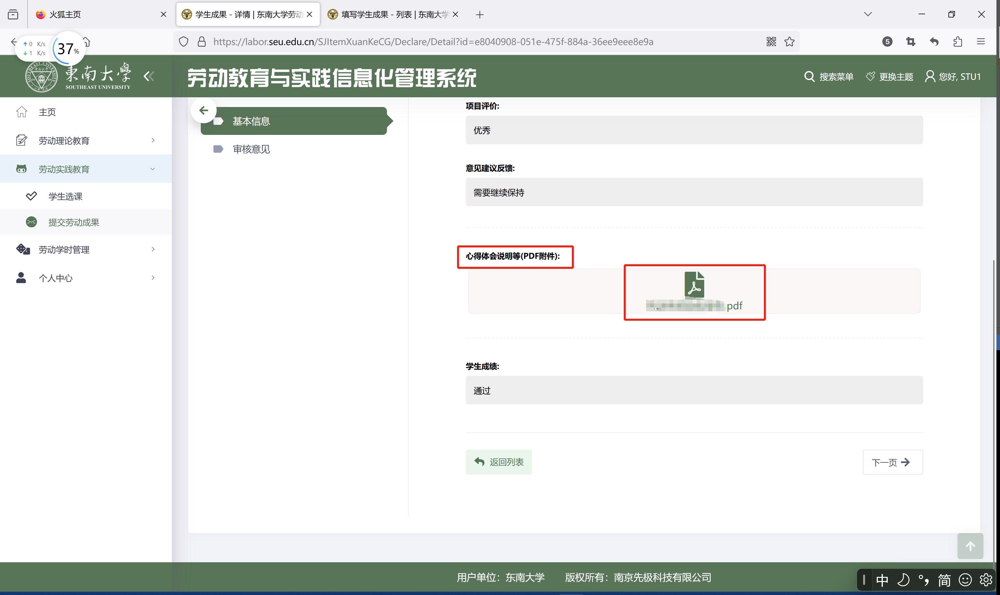 火狐主页
学生成果 - 详情 | 东南大学劳动
填写学生成果 - 列表 | 东南大学
0 K/s
1 K/s
37%
https://labor.seu.edu.cn/SJItemXuanKeCG/Declare/Detail?id=e8040908-051e-475f-884a-36ee9eee8e9a
5
東南大學
SOUTHEAST UNIVERSITY
劳动教育与实践信息化管理系统
搜索菜单
更换主题
您好, STU1
主页
劳动理论教育
劳动实践教育
学生选课
提交劳动成果
劳动学时管理
个人中心
基本信息
审核意见
项目评价:
优秀
意见建议反馈:
需要继续保持
心得体会说明等(PDF附件):
pdf
学生成绩:
通过
返回列表
下一页
用户单位：东南大学 版权所有：南京先极科技有限公司
中 °, 简